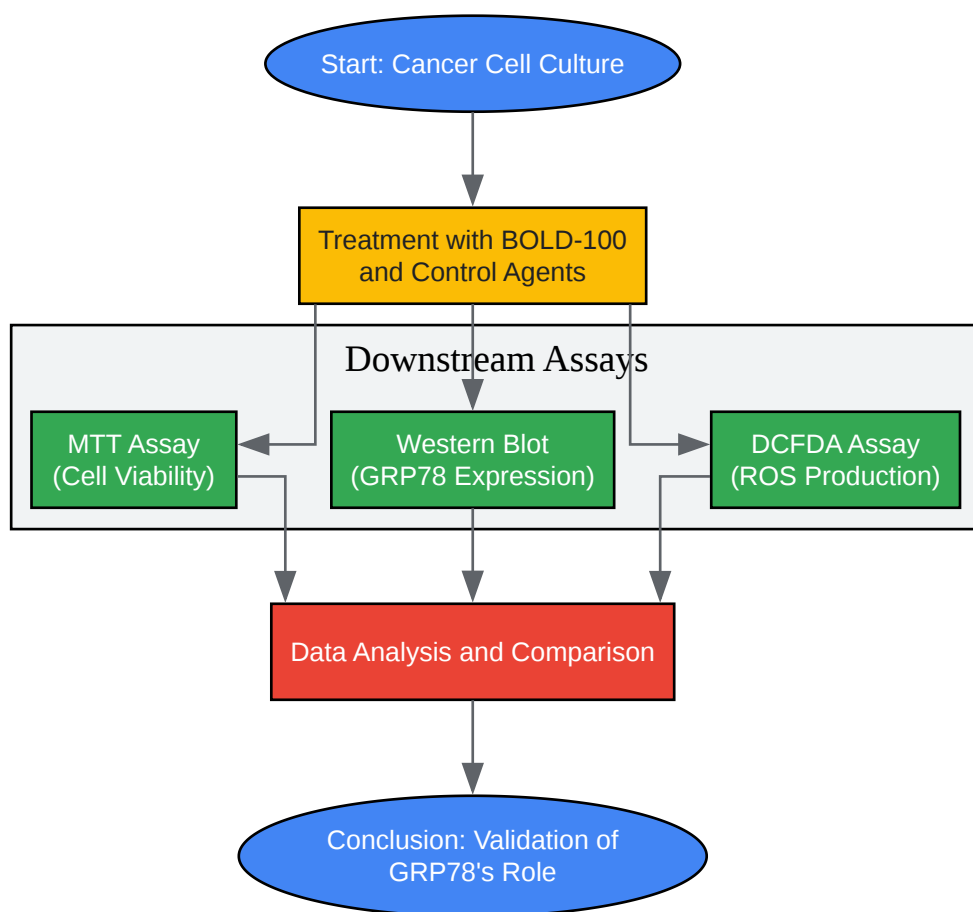 Start: Cancer Cell Culture
Treatment with BOLD-100
and Control Agents
Downstream Assays
MTT Assay
(Cell Viability)
Western Blot
(GRP78 Expression)
DCFDA Assay
(ROS Production)
Data Analysis and Comparison
Conclusion: Validation of
GRP78's Role